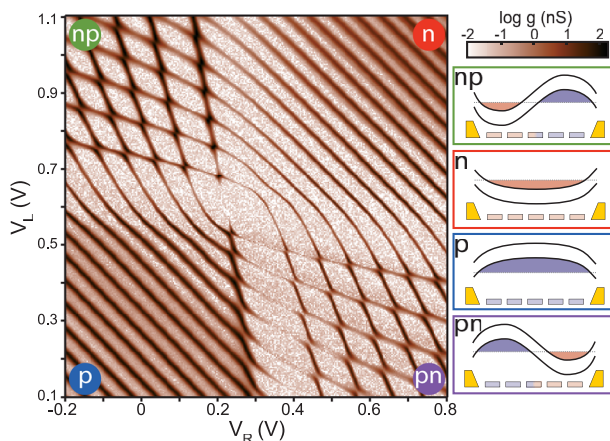 log g (nS)
-2 -1 0 1 2
np n
p pn
1.1
0.9
0.7
0.5
0.3
0.1
V_L (V)
-0.2 0 0.2 0.4 0.6 0.8
V_R (V)
np
n
p
pn